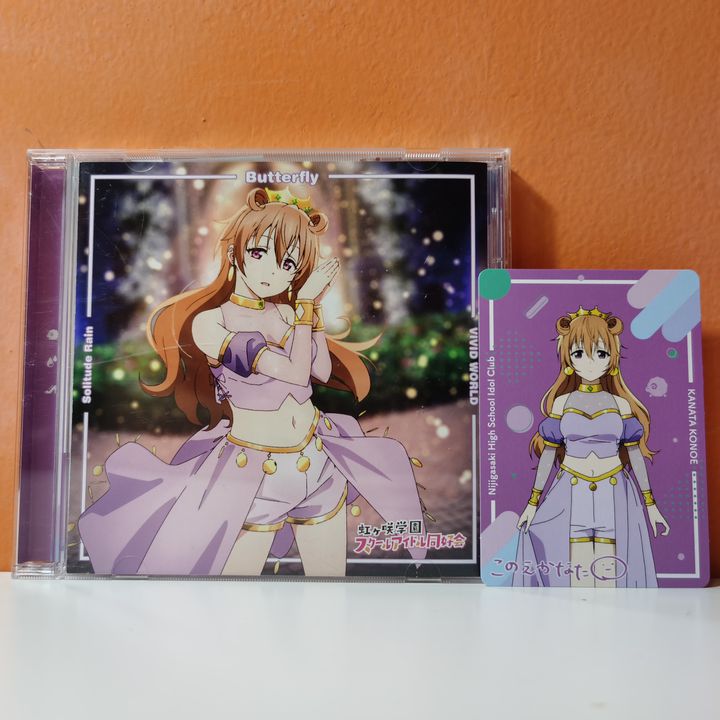 Butterfly
Solitude Rain
VIVID WORLD
虹ヶ咲学園
スクールアイドル同好会
Nijigasaki High School Idol Club
KANATA KONOE
このえかなた